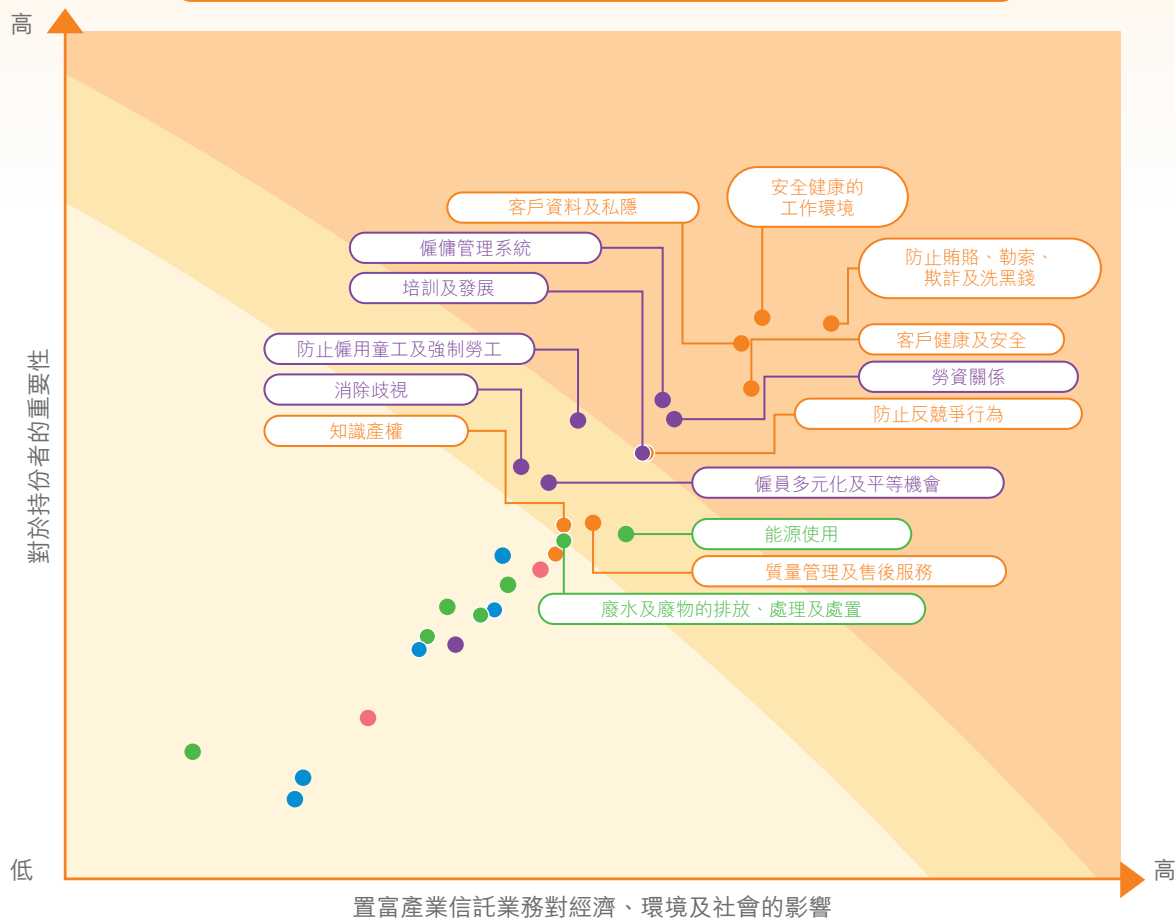 高
客戶資料及私隱
安全健康的
工作環境
僱傭管理系統
防止賄賂、勒索、
欺詐及洗黑錢
培訓及發展
防止僱用童工及強制勞工
客戶健康及安全
消除歧視
勞資關係
知識產權
防止反競爭行為
僱員多元化及平等機會
能源使用
質量管理及售後服務
廢水及廢物的排放、處理及處置
對於持份者的重要性
低
高
置富產業信託業務對經濟、環境及社會的影響